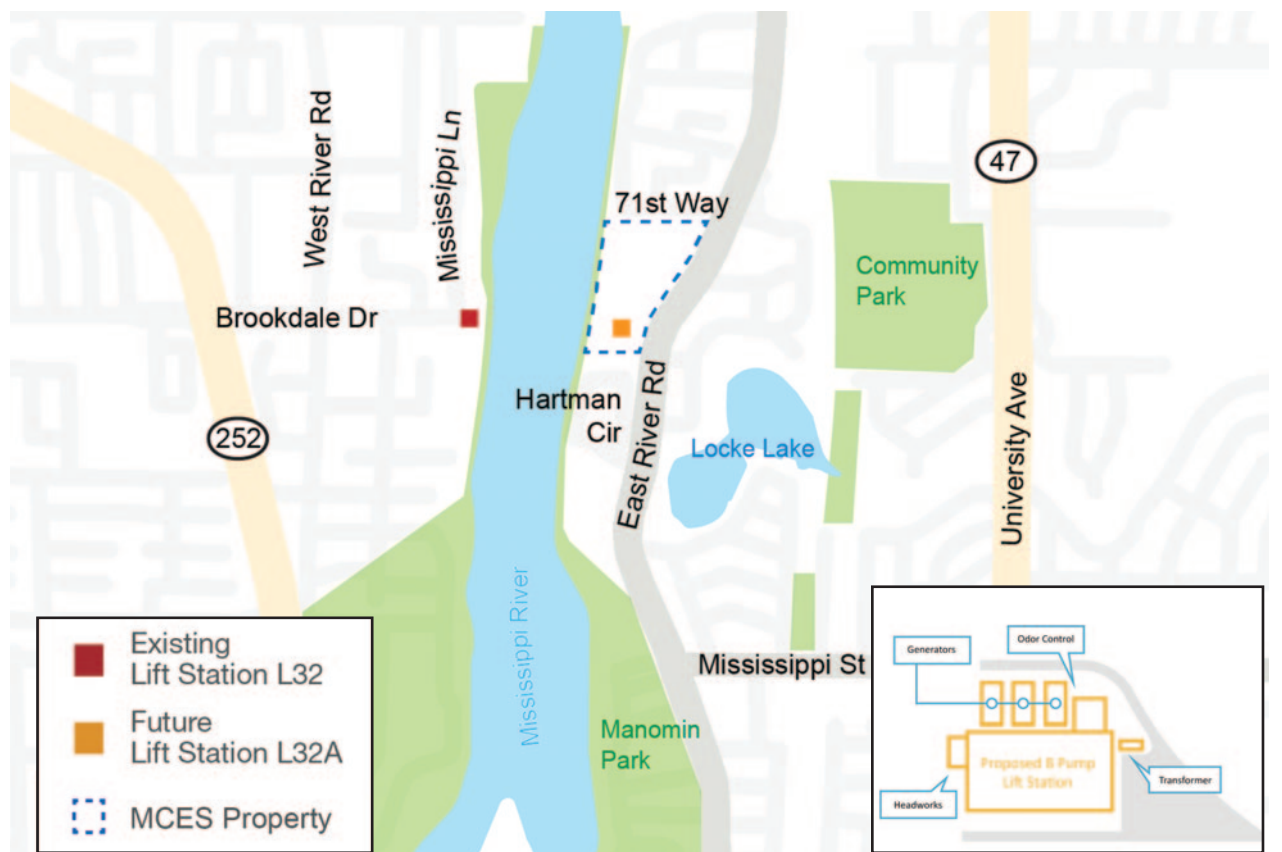 West River Rd
Mississippi Ln
71st Way
47
Community
Park
Brookdale Dr
Hartman
Cir
East River Rd
Locke Lake
252
University Ave
Mississippi River
Mississippi St
Manomin
Park
Existing
Lift Station L32
Future
Lift Station L32A
MCES Property
Generators
Odor Control
Proposed 8 Pump
Lift Station
Headworks
Transformer